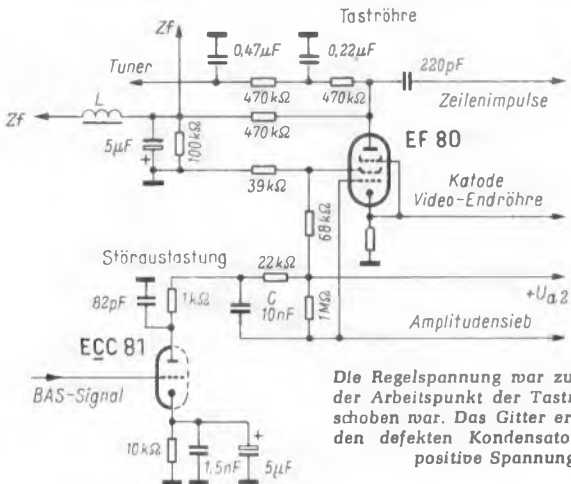 Taströhre
Zf
0,47μF
0,22μF
Tuner
220pF
470kΩ
470kΩ
Zeilenimpulse
Zf
L
470kΩ
5μF
+
100kΩ
EF 80
39kΩ
Katode
Video-Endröhre
68kΩ
Störaustastung
22kΩ
82pF
1kΩ
C
10nF
1MΩ
+Ua2
Amplitudensieb
ECC 81
BAS-Signal
10kΩ
1,5nF
+
5μF
Die Regelspannung war zu
der Arbeitspunkt der Tastr
schoben war. Das Gitter er
den defekten Kondensato
positive Spannung